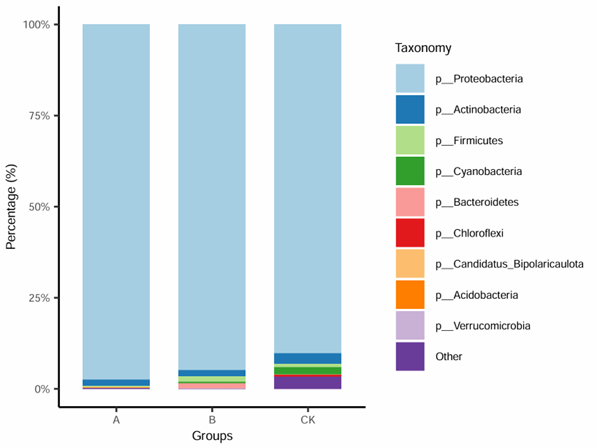 100%
75%
50%
25%
0%
Percentage (%)
A B CK
Groups
Taxonomy
p__Proteobacteria
p__Actinobacteria
p__Firmicutes
p__Cyanobacteria
p__Bacteroidetes
p__Chloroflexi
p__Candidatus_Bipolaricaulota
p__Acidobacteria
p__Verrucomicrobia
Other